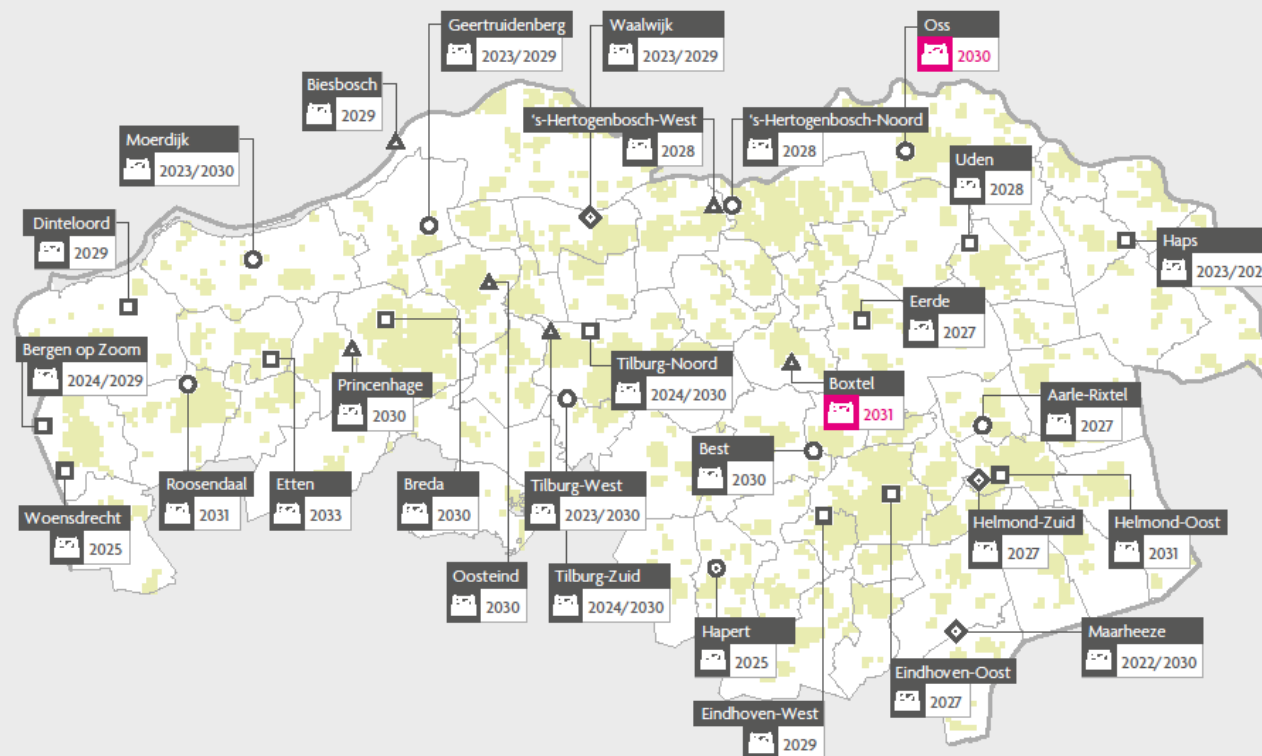 Geertruidenberg
2023/2029
Waalwijk
2023/2029
Oss
2030
Biesbosch
2029
's-Hertogenbosch-West
2028
's-Hertogenbosch-Noord
2028
Moerdijk
2023/2030
Uden
2028
Dinteloord
2029
Haps
2023/202
Eerde
2027
Bergen op Zoom
2024/2029
Princenhage
2030
Tilburg-Noord
2024/2030
Boxtel
2031
Aarle-Rixtel
2027
Best
2030
Roosendaal
2031
Etten
2033
Breda
2030
Tilburg-West
2023/2030
Woensdrecht
2025
Helmond-Zuid
2027
Helmond-Oost
2031
Oosteind
2030
Tilburg-Zuid
2024/2030
Hapert
2025
Maarheeze
2022/2030
Eindhoven-Oost
2027
Eindhoven-West
2029